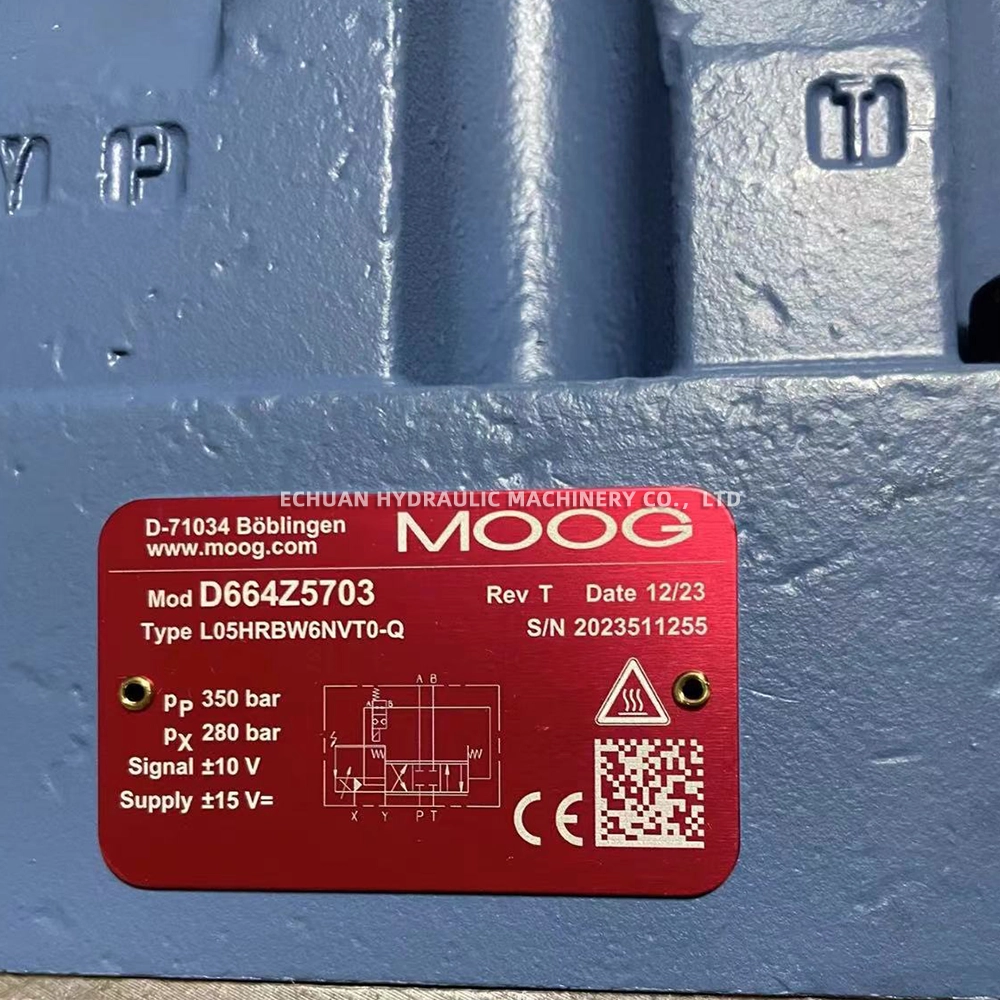 Y P
T
ECHUAN HYDRAULIC MACHINERY CO., LTD
D-71034 Böblingen
www.moog.com
MOOG
Mod D664Z5703
Rev T Date 12/23
Type L05HRBW6NVT0-Q
S/N 2023511255
pP 350 bar
pX 280 bar
Signal ±10 V
Supply ±15 V=
A B
A B
X Y P T
CE